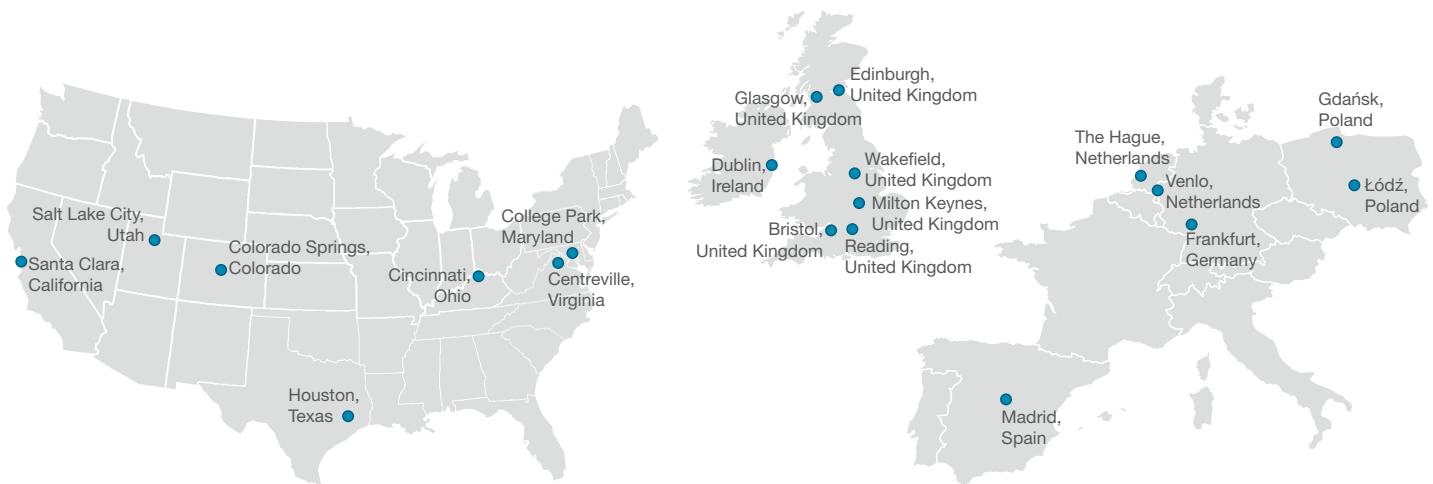 Salt Lake City,
Utah
Santa Clara,
California
Colorado Springs,
Colorado
Houston,
Texas
Cincinnati,
Ohio
College Park,
Maryland
Centreville,
Virginia
Edinburgh,
United Kingdom
Glasgow,
United Kingdom
Dublin,
Ireland
Wakefield,
United Kingdom
Milton Keynes,
United Kingdom
Bristol,
United Kingdom
Reading,
United Kingdom
The Hague,
Netherlands
Venlo,
Netherlands
Frankfurt,
Germany
Gdańsk,
Poland
Łódź,
Poland
Madrid,
Spain